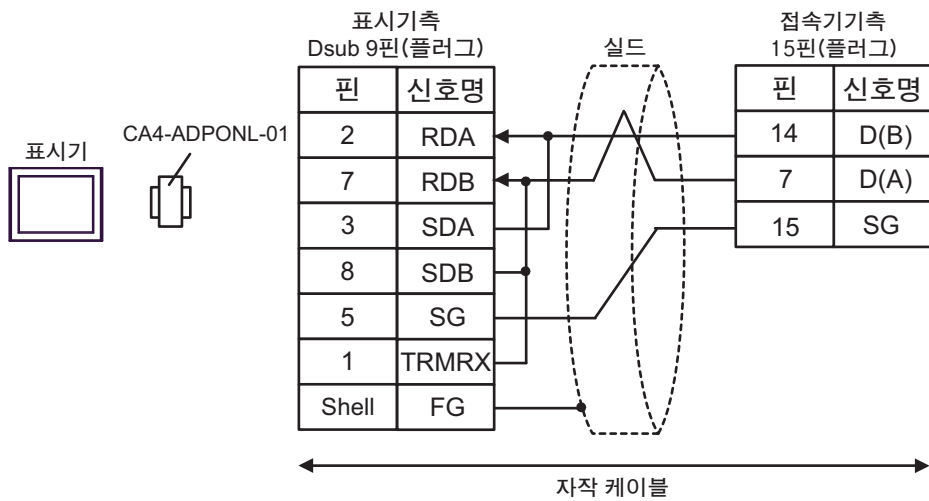 표시기측
Dsub 9핀(플러그)
실드
접속기기측
15핀(플러그)
핀 신호명
핀 신호명
CA4-ADPONL-01
표시기
2 RDA
14 D(B)
7 RDB
7 D(A)
3 SDA
15 SG
8 SDB
5 SG
1 TRMRX
Shell FG
자작 케이블